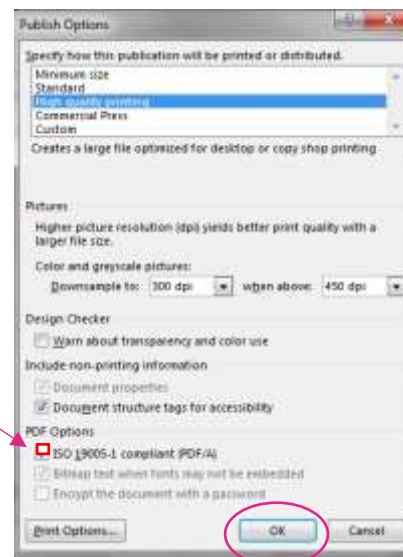 Publish Options
Specify how this publication will be printed or distributed.
Minimum size
Standard
High quality printing
Commercial Press
Custom
Creates a large file optimized for desktop or copy shop printing
Pictures
Higher picture resolution (dpi) yields better print quality with a
larger file size.
Color and greyscale pictures:
Downsample to: 300 dpi when above: 450 dpi
Design Checker
Warn about transparency and color use
Include non-printing information
Document properties
Document structure tags for accessibility
PDF Options
ISO 19005-1 compliant (PDF/A)
Bitmap text when fonts may not be embedded
Encrypt the document with a password
Print Options... OK Cancel